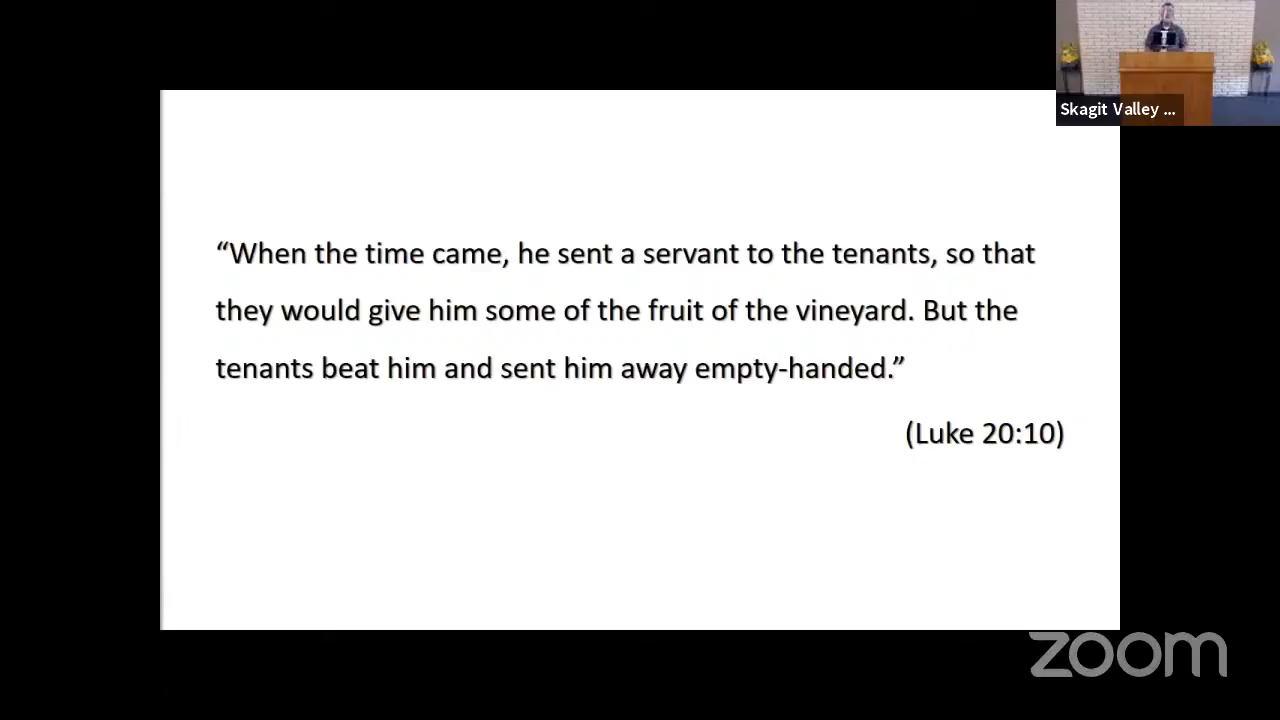 Skagit Valley ...
“When the time came, he sent a servant to the tenants, so that
they would give him some of the fruit of the vineyard. But the
tenants beat him and sent him away empty-handed.”
(Luke 20:10)
zoom